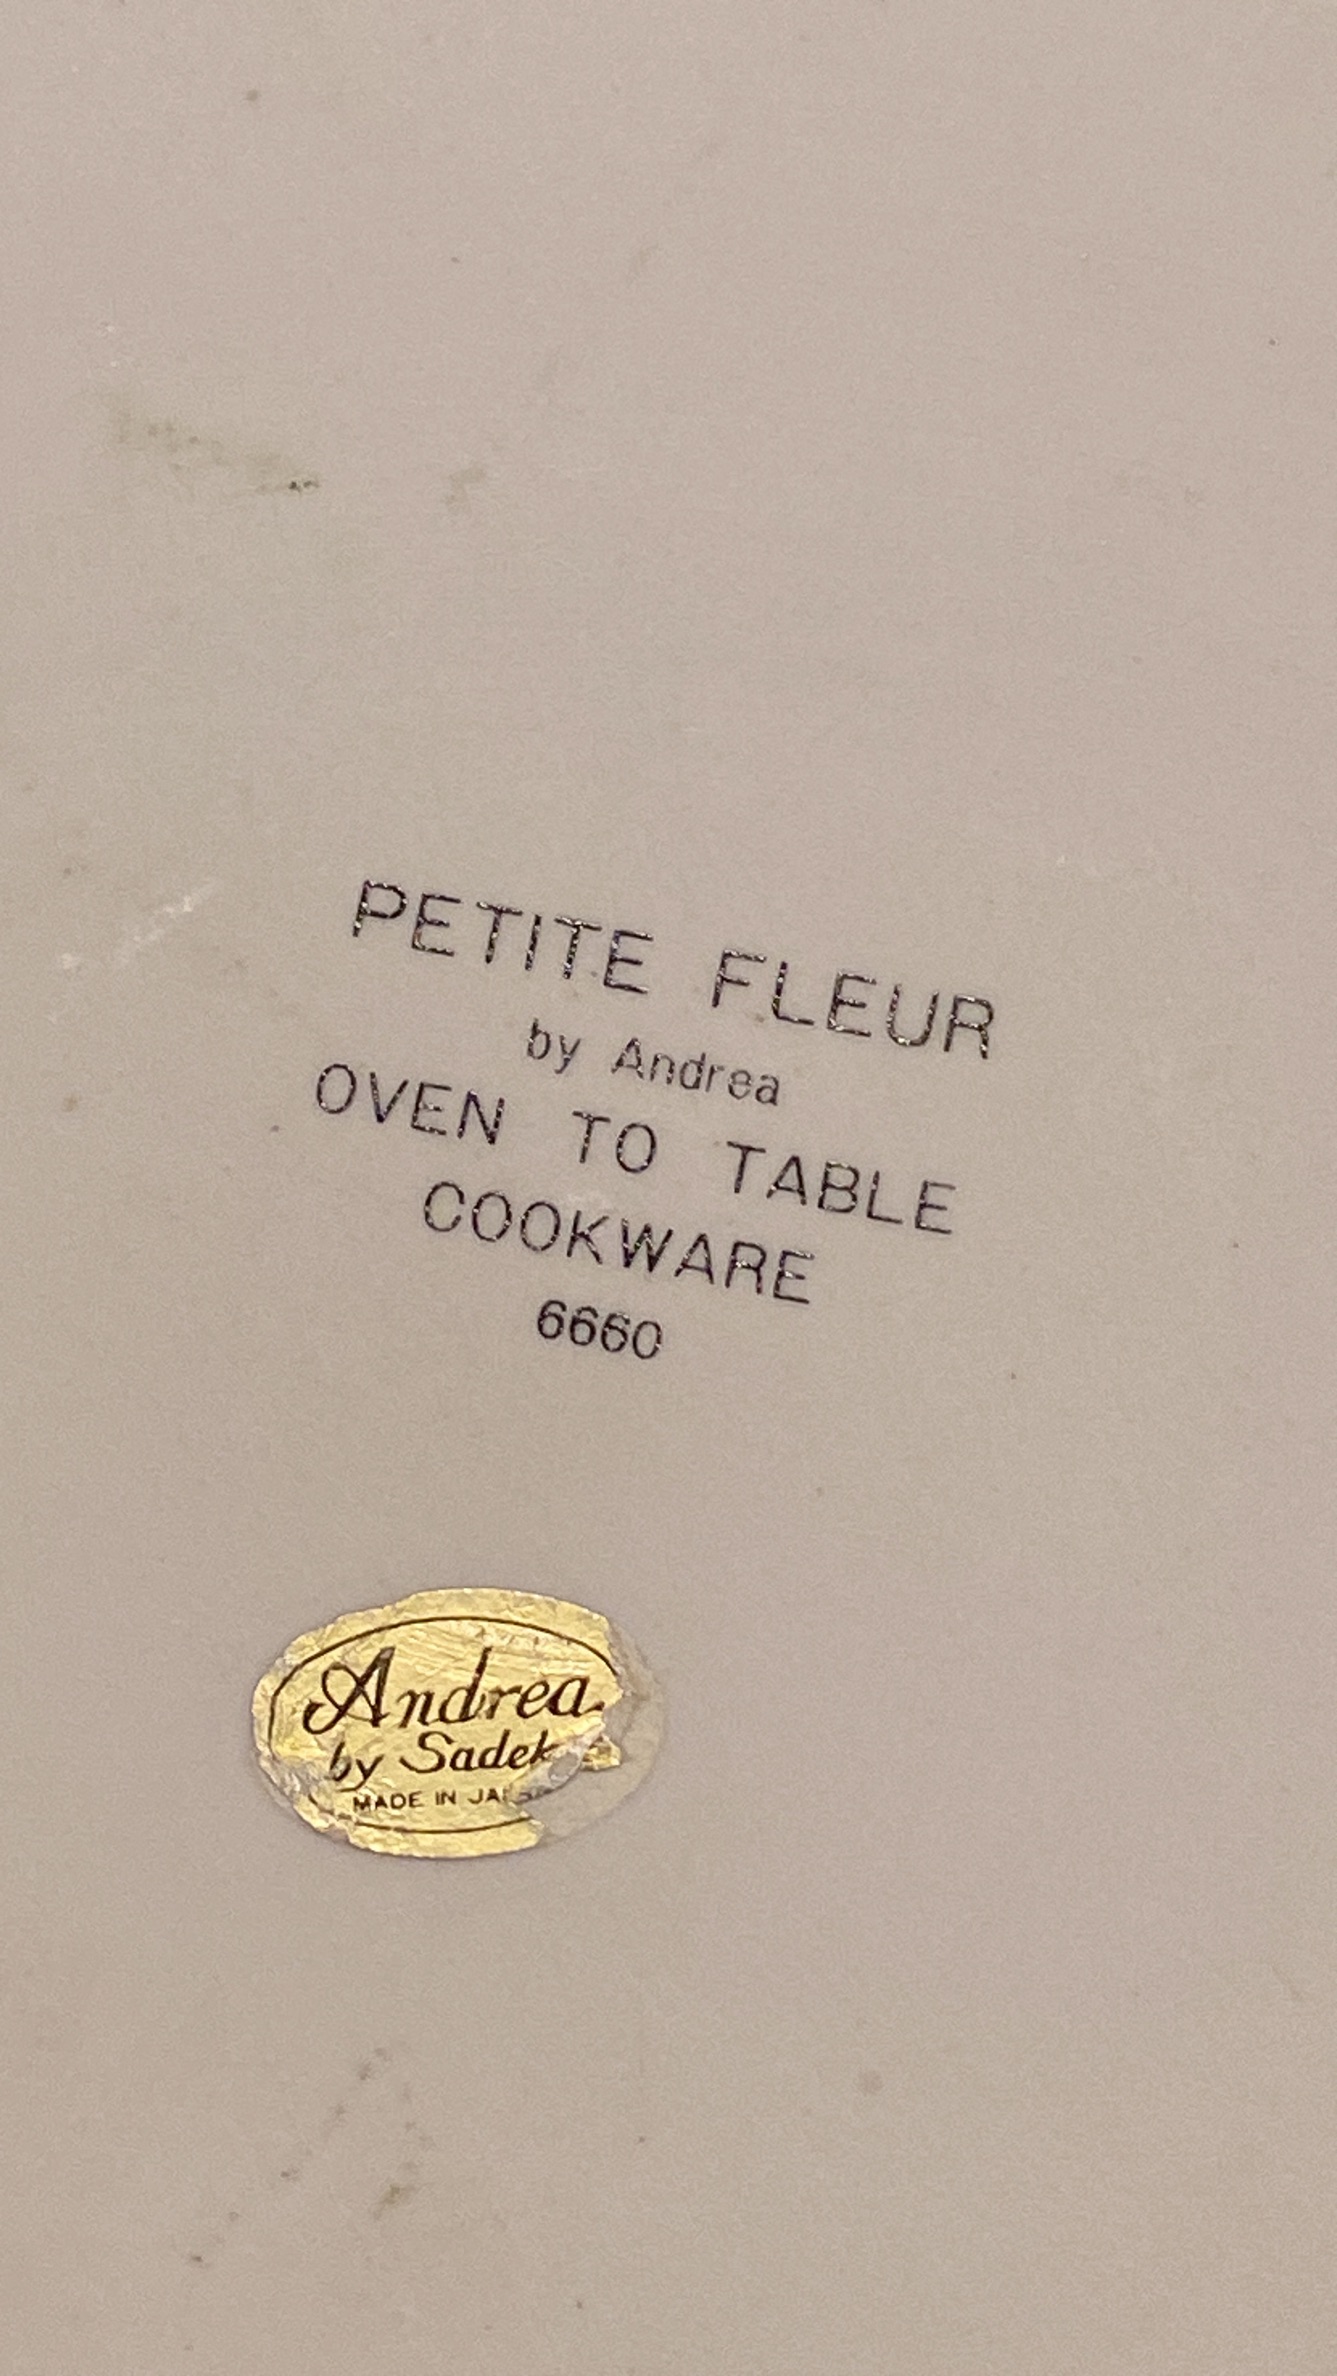 PETITE FLEUR
by Andrea
OVEN TO TABLE
COOKWARE
6660
Andrea
by Sadek
MADE IN